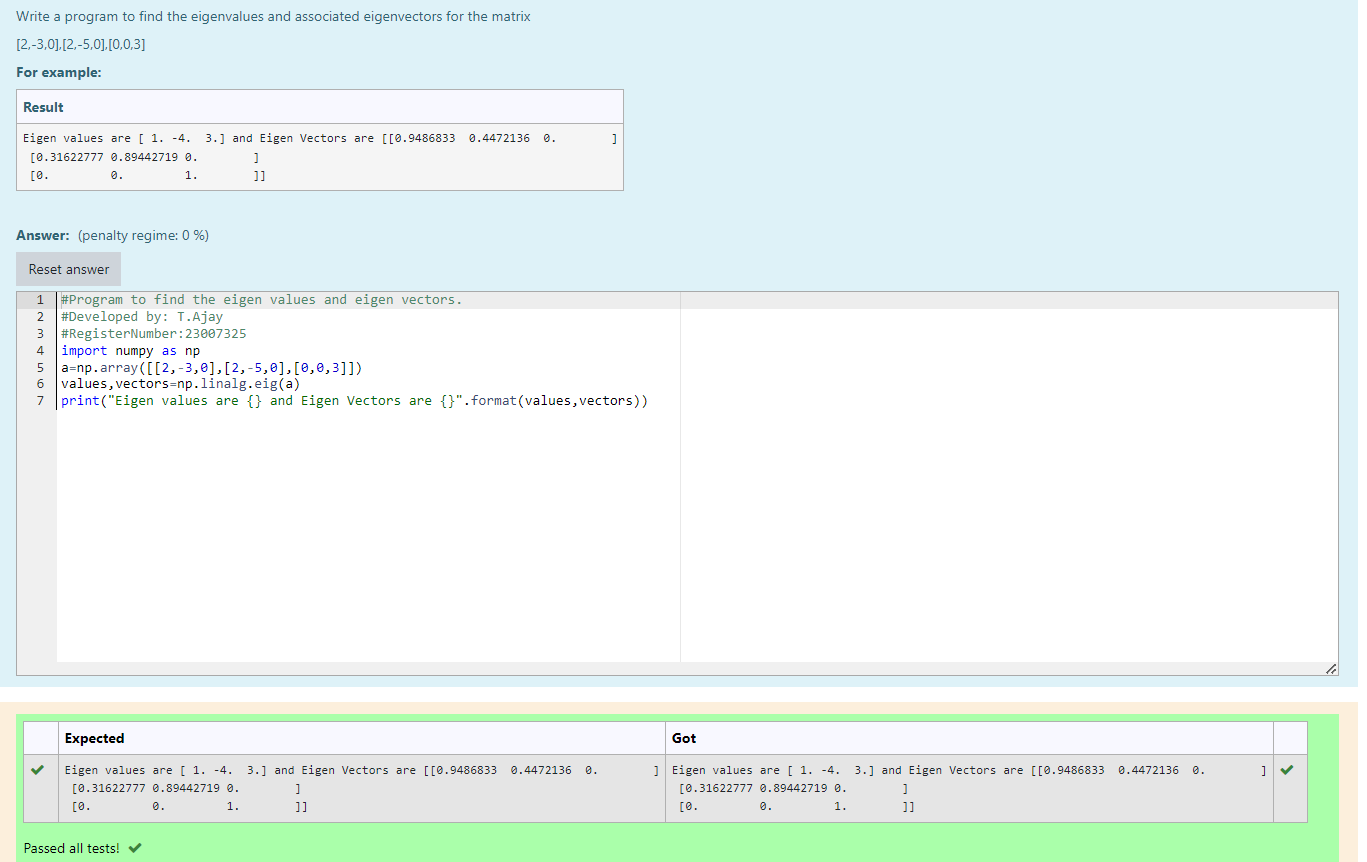 Write a program to find the eigenvalues and associated eigenvectors for the matrix
[2,-3,0],[2,-5,0],[0,0,3]
For example:
Result
Eigen values are [ 1. -4.  3.] and Eigen Vectors are [[0.9486833  0.4472136  0.        ]
 [0.31622777 0.89442719 0.        ]
 [0.         0.         1.        ]]
Answer: (penalty regime: 0 %)
Reset answer
1 #Program to find the eigen values and eigen vectors.
2 #Developed by: T.Ajay
3 #RegisterNumber:23007325
4 import numpy as np
5 a=np.array([[2,-3,0],[2,-5,0],[0,0,3]])
6 values,vectors=np.linalg.eig(a)
7 print("Eigen values are {} and Eigen Vectors are {}".format(values,vectors))
Expected Got
Eigen values are [ 1. -4.  3.] and Eigen Vectors are [[0.9486833  0.4472136  0.        ]
 [0.31622777 0.89442719 0.        ]
 [0.         0.         1.        ]]
Eigen values are [ 1. -4.  3.] and Eigen Vectors are [[0.9486833  0.4472136  0.        ]
 [0.31622777 0.89442719 0.        ]
 [0.         0.         1.        ]]
Passed all tests!